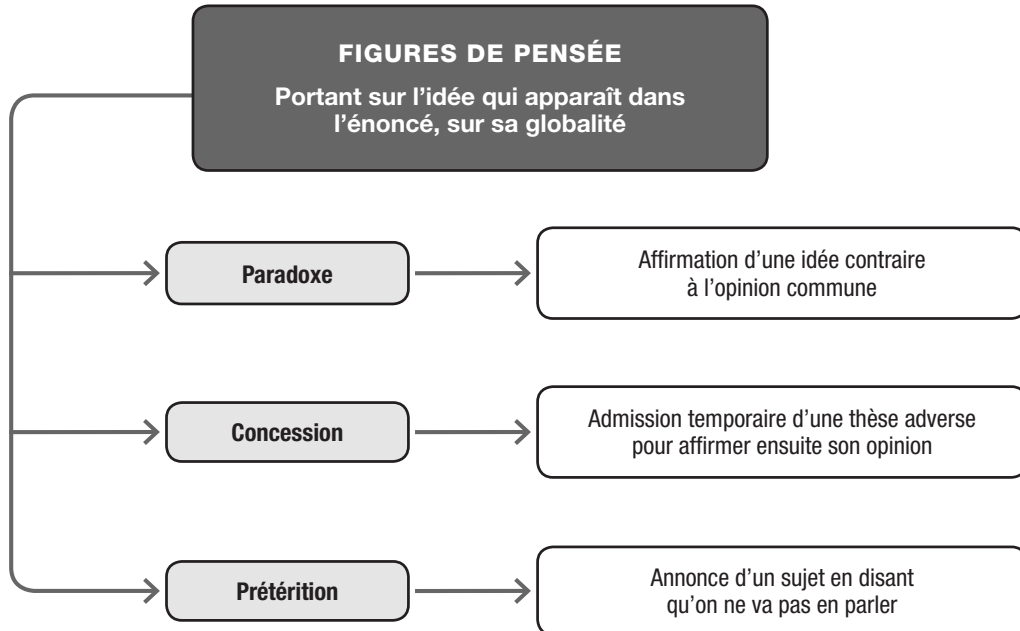 FIGURES DE PENSÉE
Portant sur l’idée qui apparaît dans
l’énoncé, sur sa globalité
Paradoxe
Affirmation d’une idée contraire
à l’opinion commune
Concession
Admission temporaire d’une thèse adverse
pour affirmer ensuite son opinion
Prétérition
Annonce d’un sujet en disant
qu’on ne va pas en parler